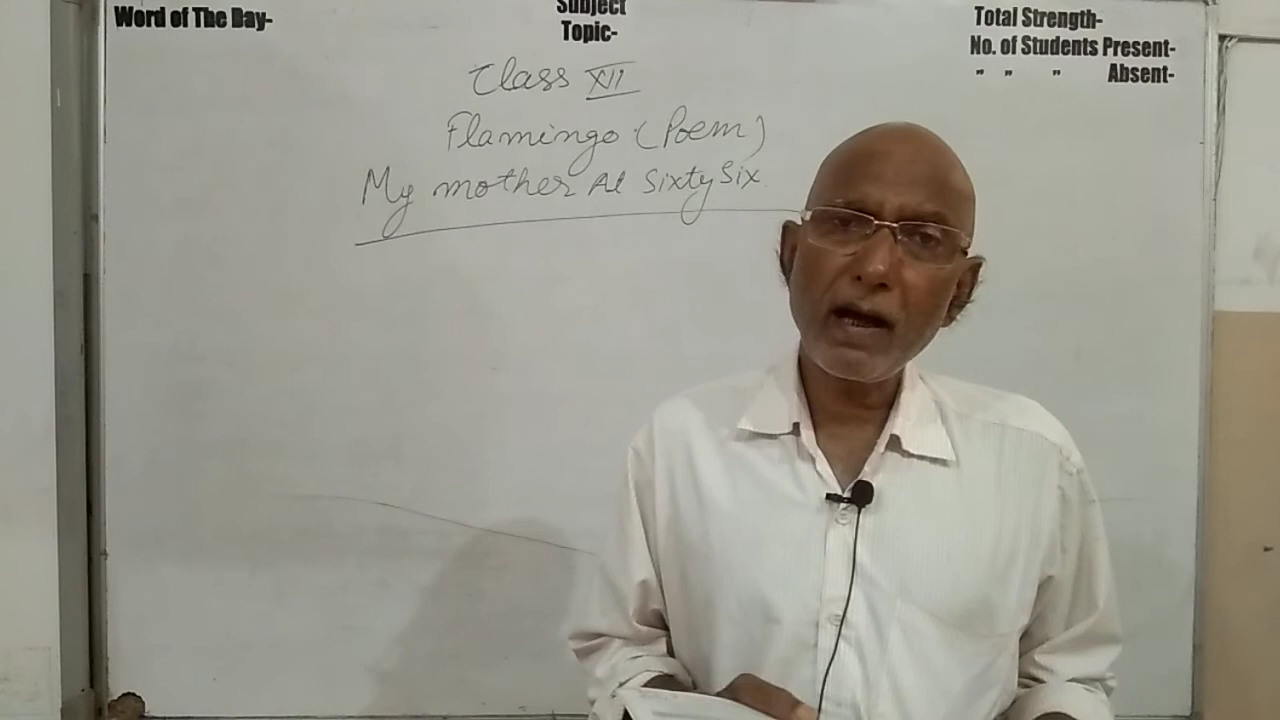 Word of The Day-
Subject
Topic-
Total Strength-
No. of Students Present-
" " " Absent-
Class XII
Flamingo (Poem)
My mother At Sixty Six